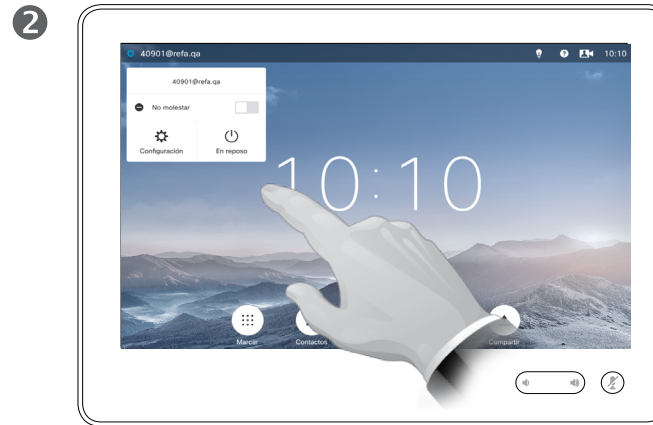 2
40901@refa.qa
10:10
40901@refa.qa
No molestar
Configuración
En reposo
10:10
Marcar
Contactos
Compartir